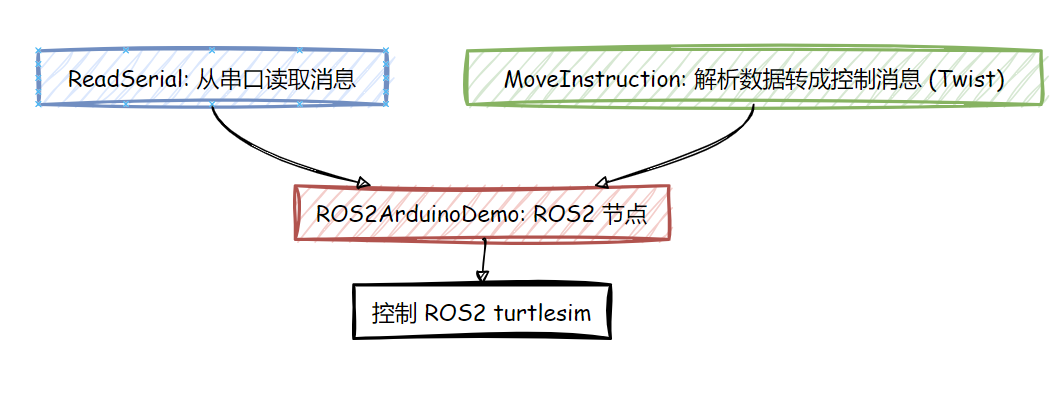 ReadSerial: 从串口读取消息
MoveInstruction: 解析数据转成控制消息 (Twist)
ROS2ArduinoDemo: ROS2 节点
控制 ROS2 turtlesim